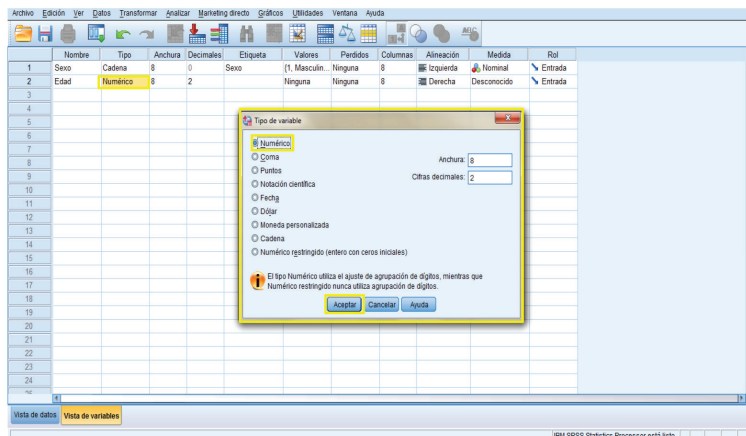 Archivo Edición Ver Datos Transformar Analizar Marketing directo Gráficos Utilidades Ventana Ayuda
Nombre Tipo Anchura Decimales Etiqueta Valores Perdidos Columnas Alineación Medida Rol
1 Sexo Cadena 8 0 Sexo {1, Masculin... Ninguna 8 Izquierda Nominal Entrada
2 Edad Numérico 8 2 Ninguna Ninguna 8 Derecha Desconocido Entrada
3
4
5
6
7
8
9
10
11
12
13
14
15
16
17
18
19
20
21
22
23
24
Tipo de variable
Numérico
Coma
Puntos
Notación científica
Fecha
Dólar
Moneda personalizada
Cadena
Numérico restringido (entero con ceros iniciales)
Anchura: 8
Cifras decimales: 2
El tipo Numérico utiliza el ajuste de agrupación de dígitos, mientras que
Numérico restringido nunca utiliza agrupación de dígitos.
Aceptar Cancelar Ayuda
Vista de datos Vista de variables
IBM SPSS Statistics Processor está listo